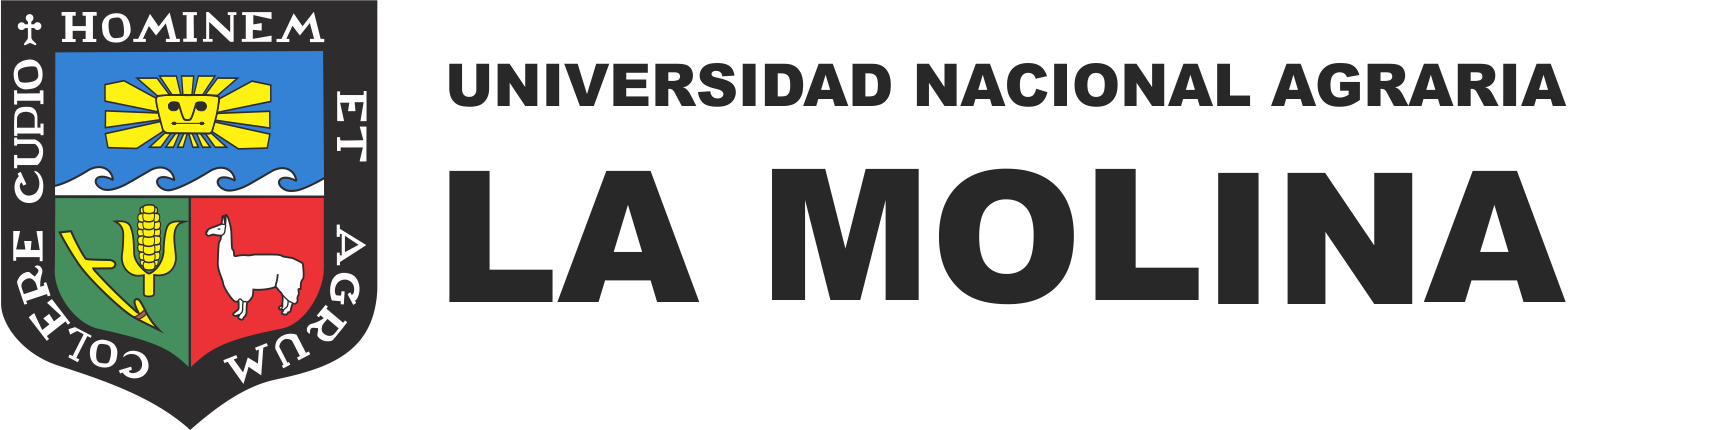 COLERE CUPIO
HOMINEM
ET AGRUM
UNIVERSIDAD NACIONAL AGRARIA
LA MOLINA